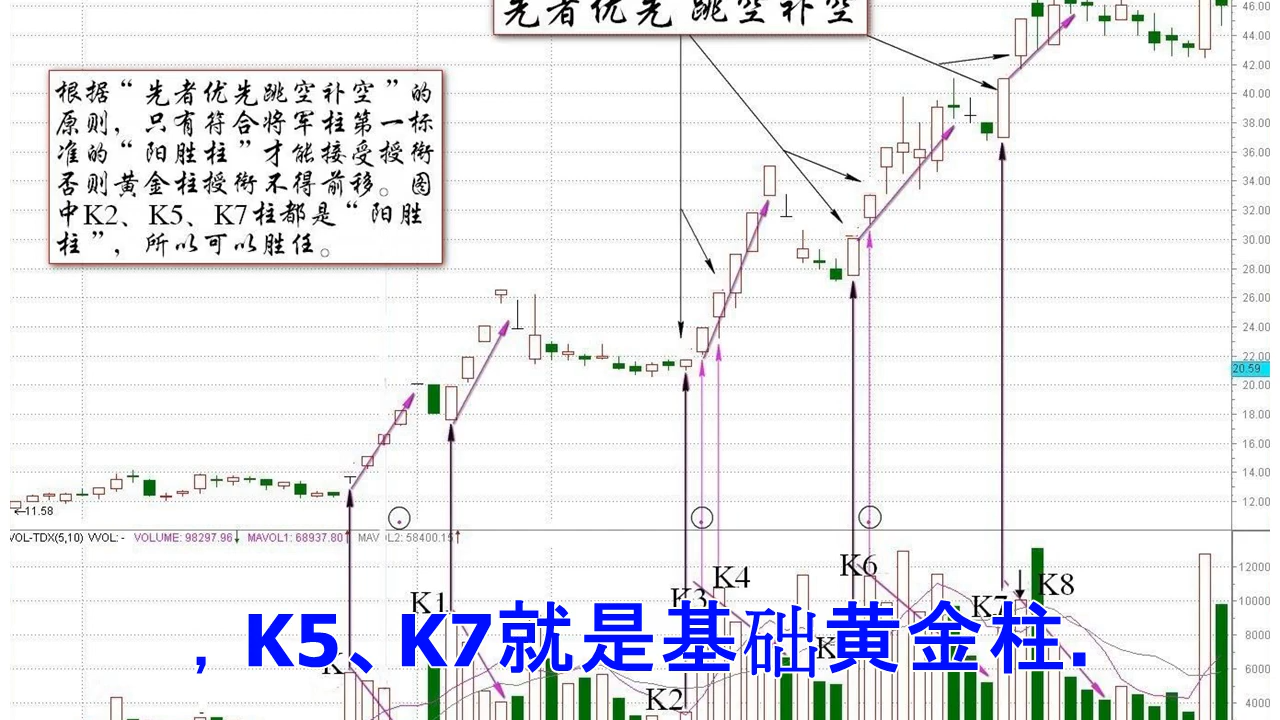 先者优先 跳空补空
根据“先者优先跳空补空”的
原则，只有符合将军柱第一标
准的“阳胜柱”才能接受授衔
否则黄金柱授衔不得前移。图
中K2、K5、K7柱都是“阳胜
柱”，所以可以胜任。
46.00
44.00
42.00
40.00
38.00
36.00
34.00
32.00
30.00
28.00
26.00
24.00
22.00
20.59
20.00
18.00
16.00
14.00
12.00
←11.58
VOL-TDX(5,10) VVOL: - VOLUME: 98297.96↓ MAVOL1: 68937.80↑ MAVOL2: 58400.15↑
12000
10000
8000
6000
4000
K1
K2
K3
K4
K6
K7
K8
，K5、K7就是基础黄金柱.